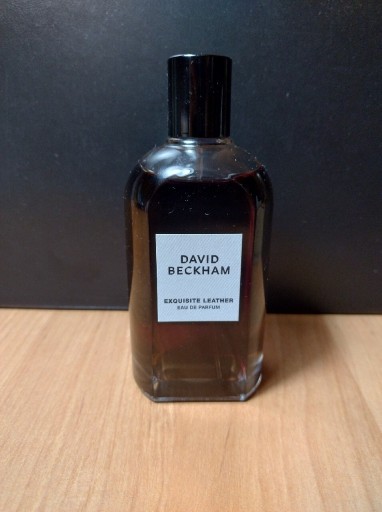 DAVID
BECKHAM
EXQUISITE LEATHER
EAU DE PARFUM